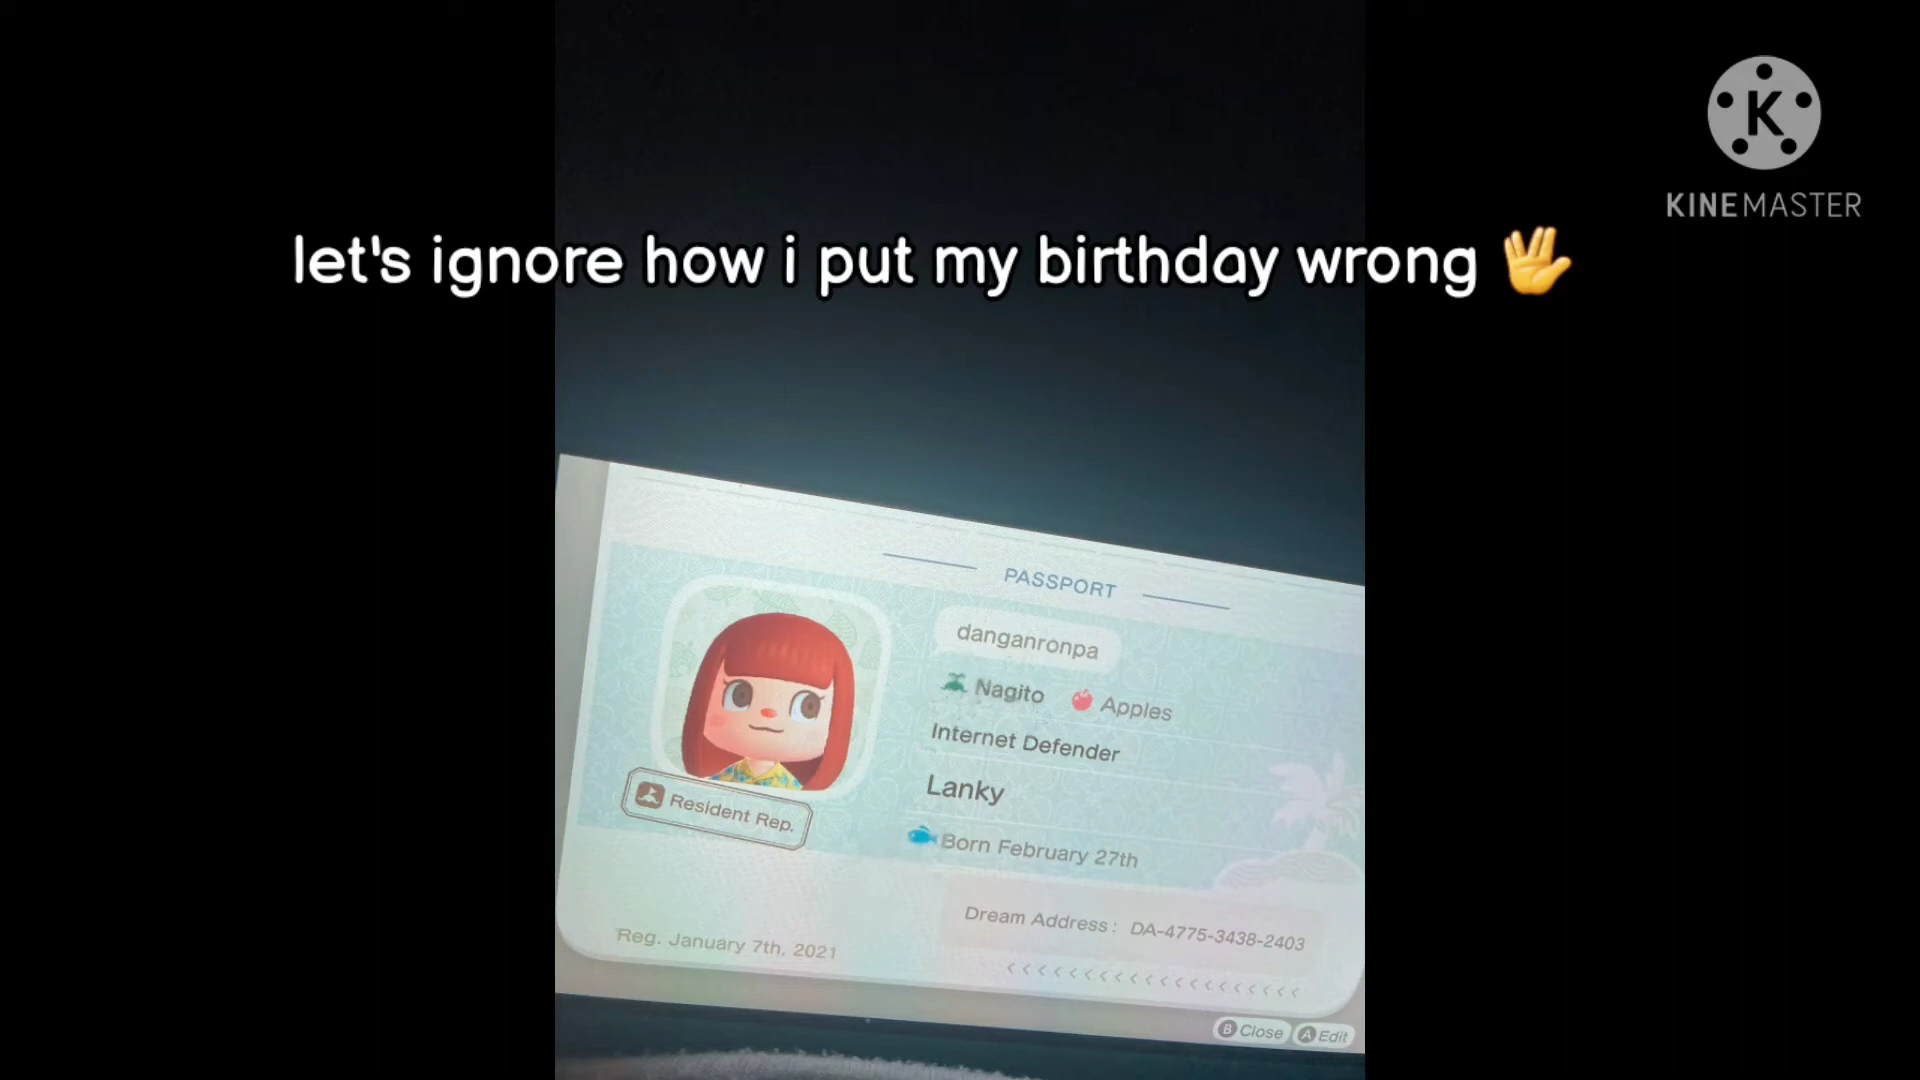 K
KINEMASTER
let's ignore how i put my birthday wrong 🖖
PASSPORT
danganronpa
Nagito Apples
Internet Defender
Lanky
Born February 27th
Resident Rep.
Dream Address : DA-4775-3438-2403
Reg. January 7th, 2021
<<<<<<<<<<<<<<<<<<<
B Close A Edit